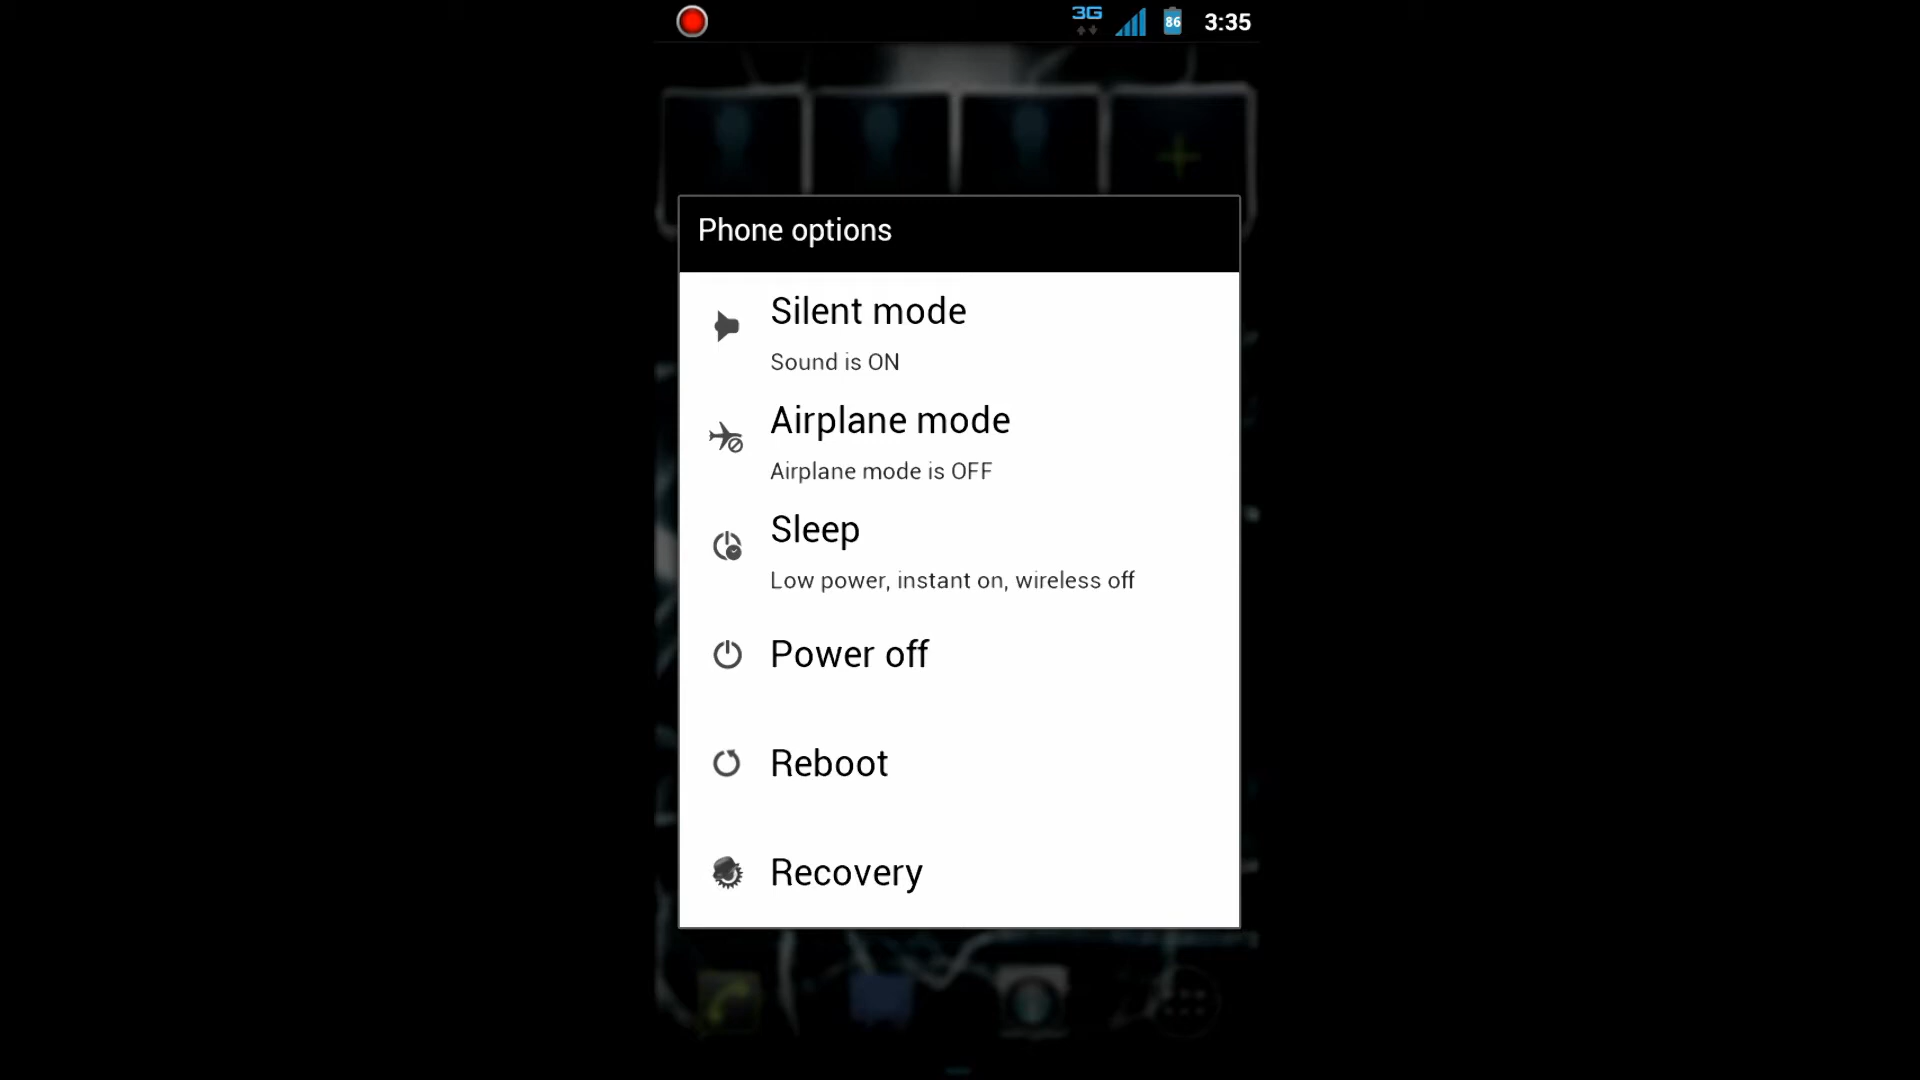 3G 86 3:35
Phone options
Silent mode
Sound is ON
Airplane mode
Airplane mode is OFF
Sleep
Low power, instant on, wireless off
Power off
Reboot
Recovery